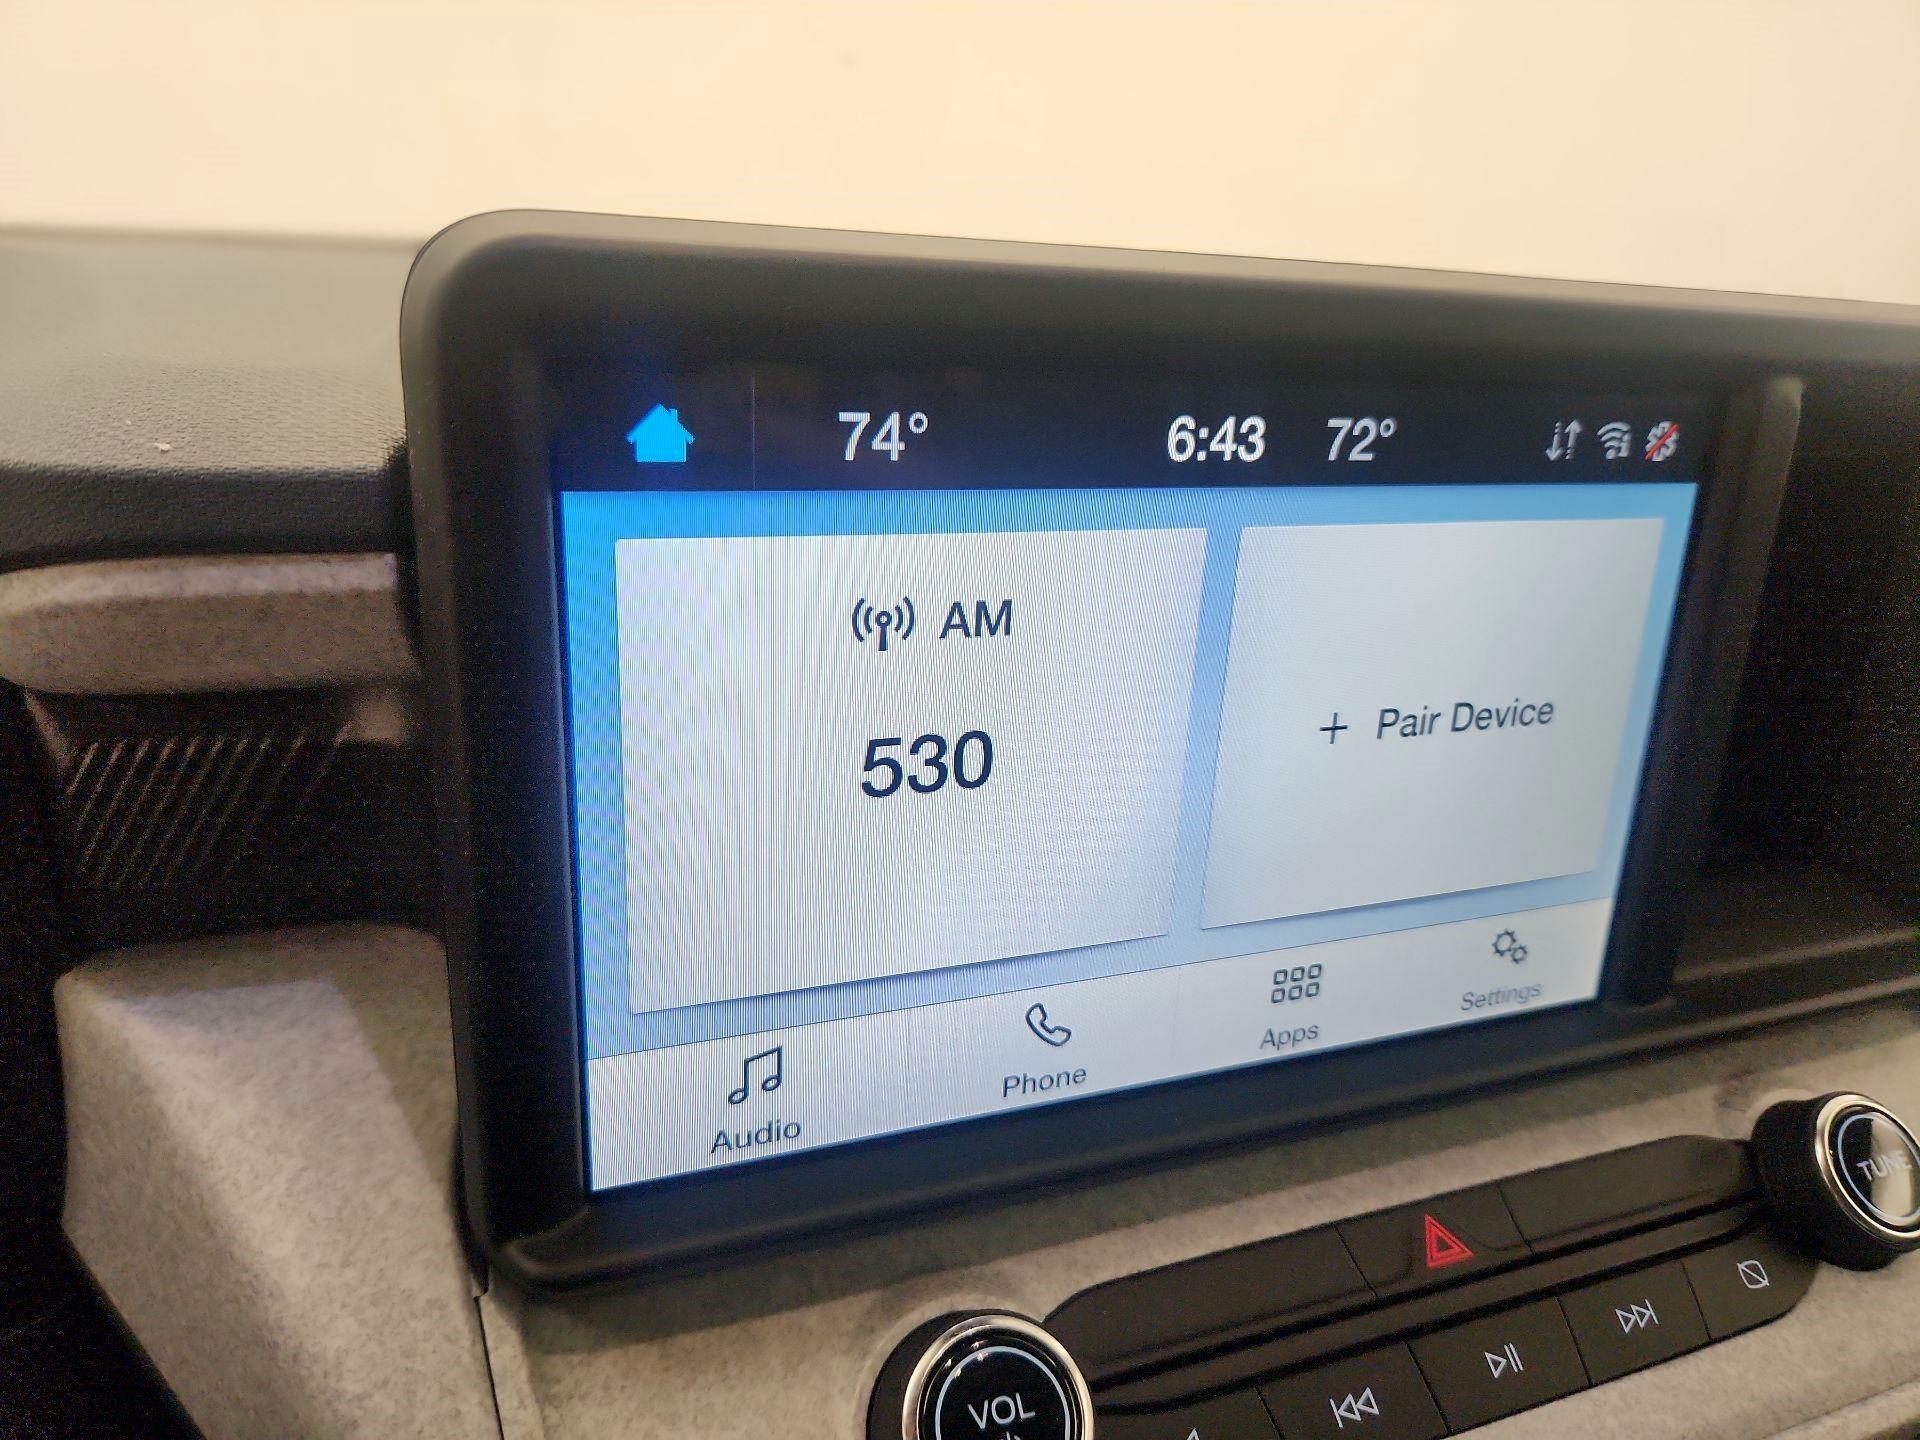 74° 6:43 72°
AM
530
+ Pair Device
Audio Phone Apps Settings
TUNE
VOL